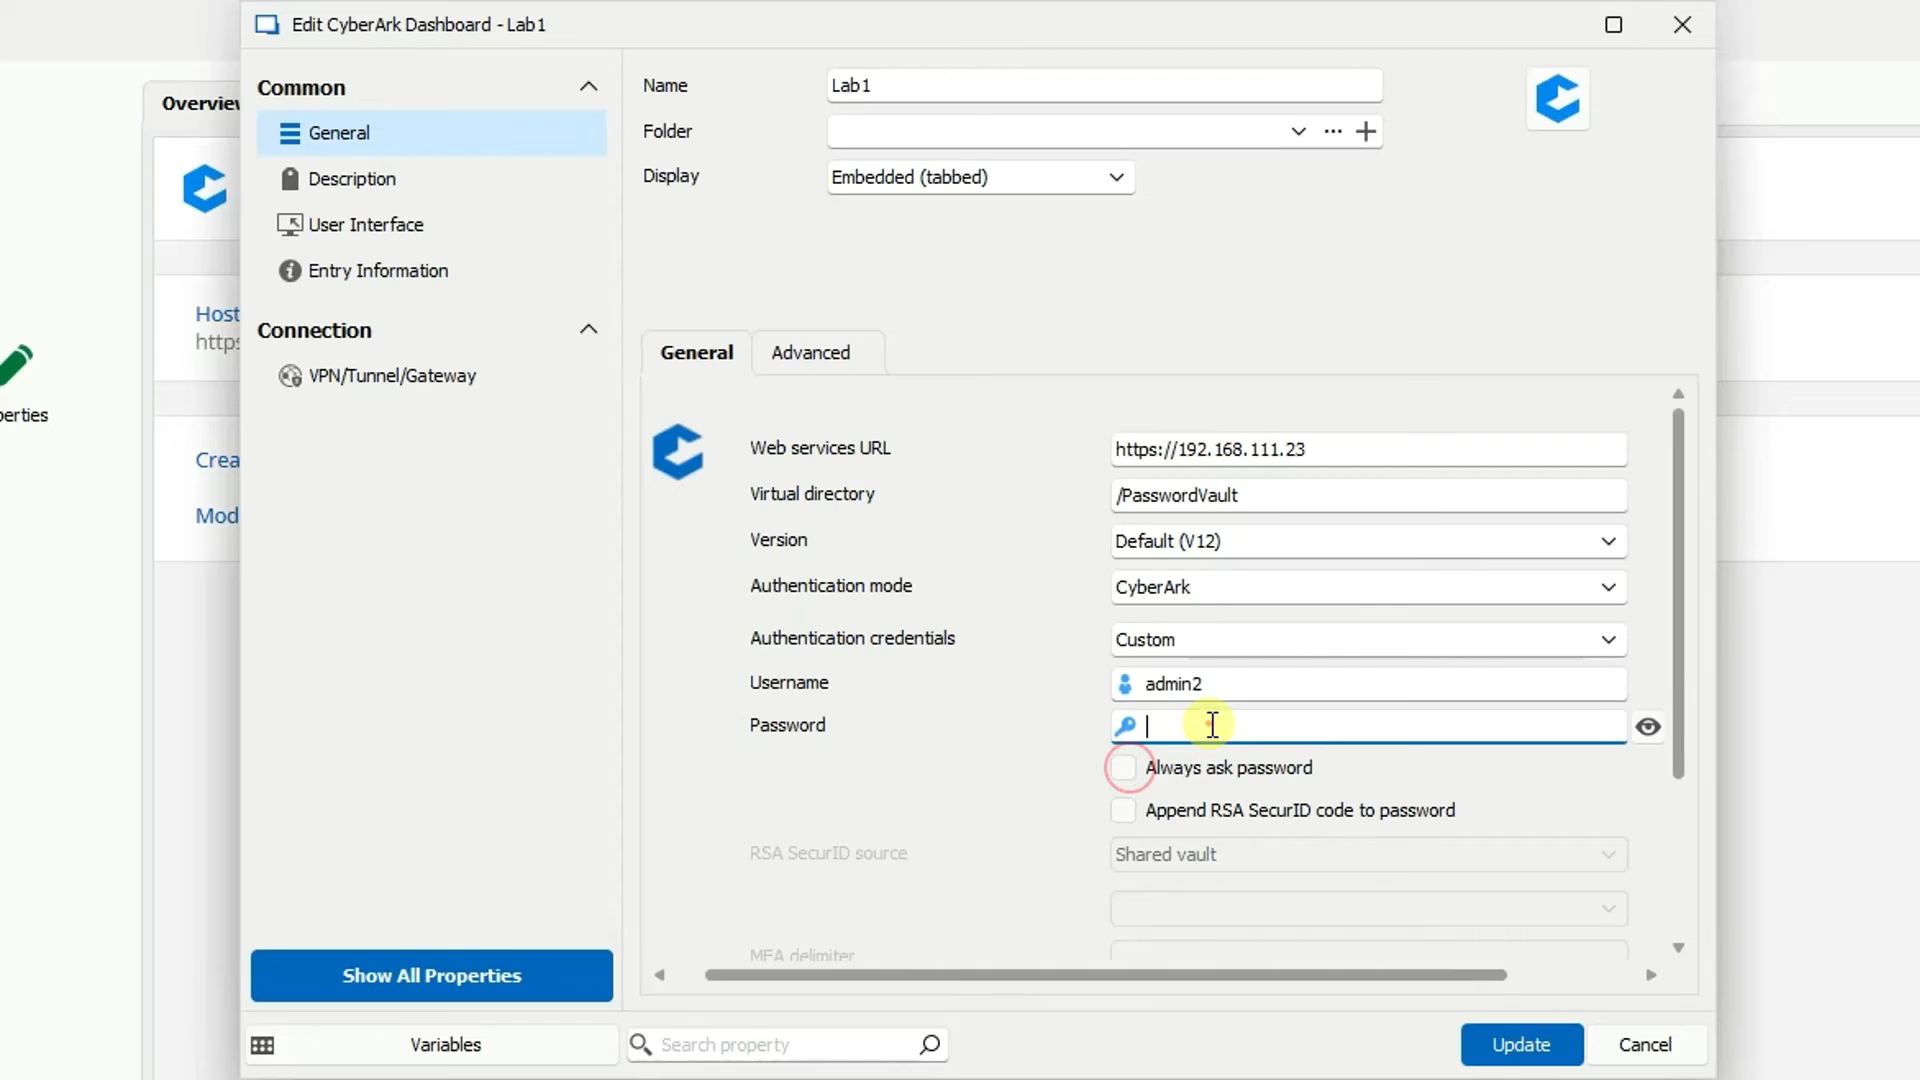 Edit CyberArk Dashboard - Lab1
Overview
Host
https
Crea
Mod
perties
Common
General
Description
User Interface
Entry Information
Connection
VPN/Tunnel/Gateway
Show All Properties
Variables
Name
Lab1
Folder
Display
Embedded (tabbed)
General
Advanced
Web services URL
https://192.168.111.23
Virtual directory
/PasswordVault
Version
Default (V12)
Authentication mode
CyberArk
Authentication credentials
Custom
Username
admin2
Password
Always ask password
Append RSA SecurID code to password
RSA SecurID source
Shared vault
MFA delimiter
Search property
Update
Cancel